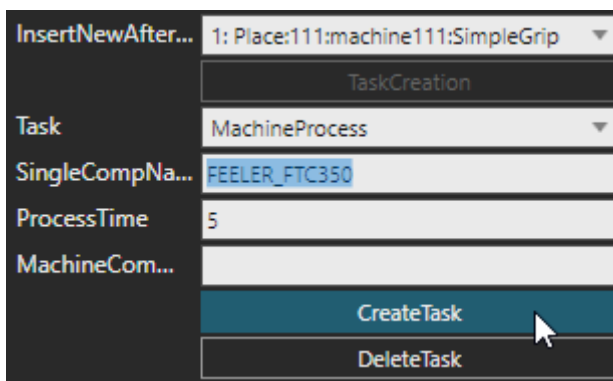 InsertNewAfter... 1: Place:111:machine111:SimpleGrip
TaskCreation
Task MachineProcess
SingleCompNa... FEELER_FTC350
ProcessTime 5
MachineCom...
CreateTask
DeleteTask